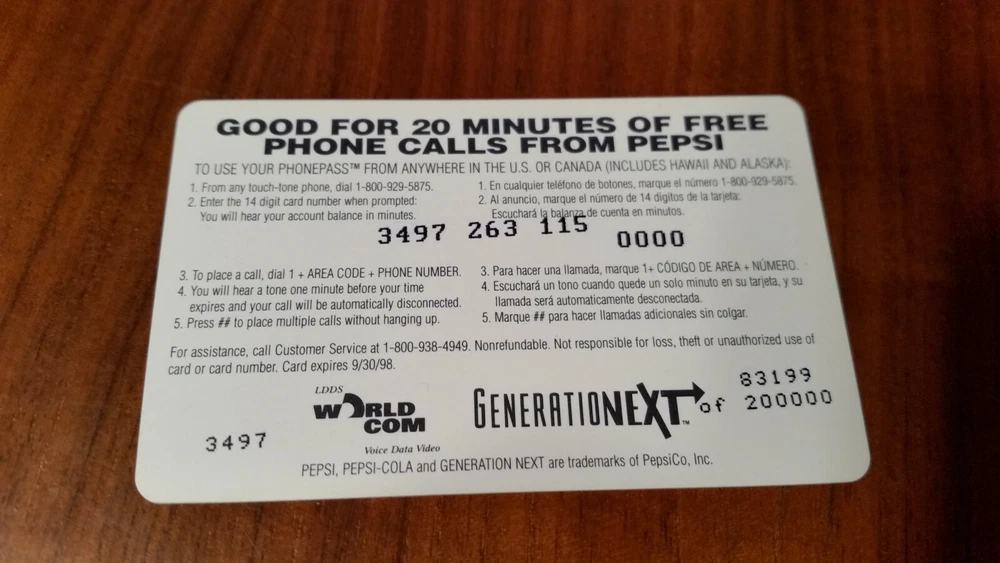 GOOD FOR 20 MINUTES OF FREE
PHONE CALLS FROM PEPSI
TO USE YOUR PHONEPASS™ FROM ANYWHERE IN THE U.S. OR CANADA (INCLUDES HAWAII AND ALASKA):
1. From any touch-tone phone, dial 1-800-929-5875.
2. Enter the 14 digit card number when prompted:
You will hear your account balance in minutes.
1. En cualquier teléfono de botones, marque el número 1-800-929-5875.
2. Al anuncio, marque el número de 14 digitos de la tarjeta:
Escuchará la balanza de cuenta en minutos.
3497 263 115 0000
3. To place a call, dial 1 + AREA CODE + PHONE NUMBER.
4. You will hear a tone one minute before your time
expires and your call will be automatically disconnected.
5. Press ## to place multiple calls without hanging up.
3. Para hacer una llamada, marque 1+ CÓDIGO DE AREA + NÚMERO.
4. Escuchará un tono cuando quede un solo minuto en su tarjeta, y su
llamada será automaticamente desconectada.
5. Marque ## para hacer llamadas adicionales sin colgar.
For assistance, call Customer Service at 1-800-938-4949. Nonrefundable. Not responsible for loss, theft or unauthorized use of
card or card number. Card expires 9/30/98.
3497
LDDS
WORLD
COM
Voice Data Video
GENERATIONEXT™
83199
of 200000
PEPSI, PEPSI-COLA and GENERATION NEXT are trademarks of PepsiCo, Inc.